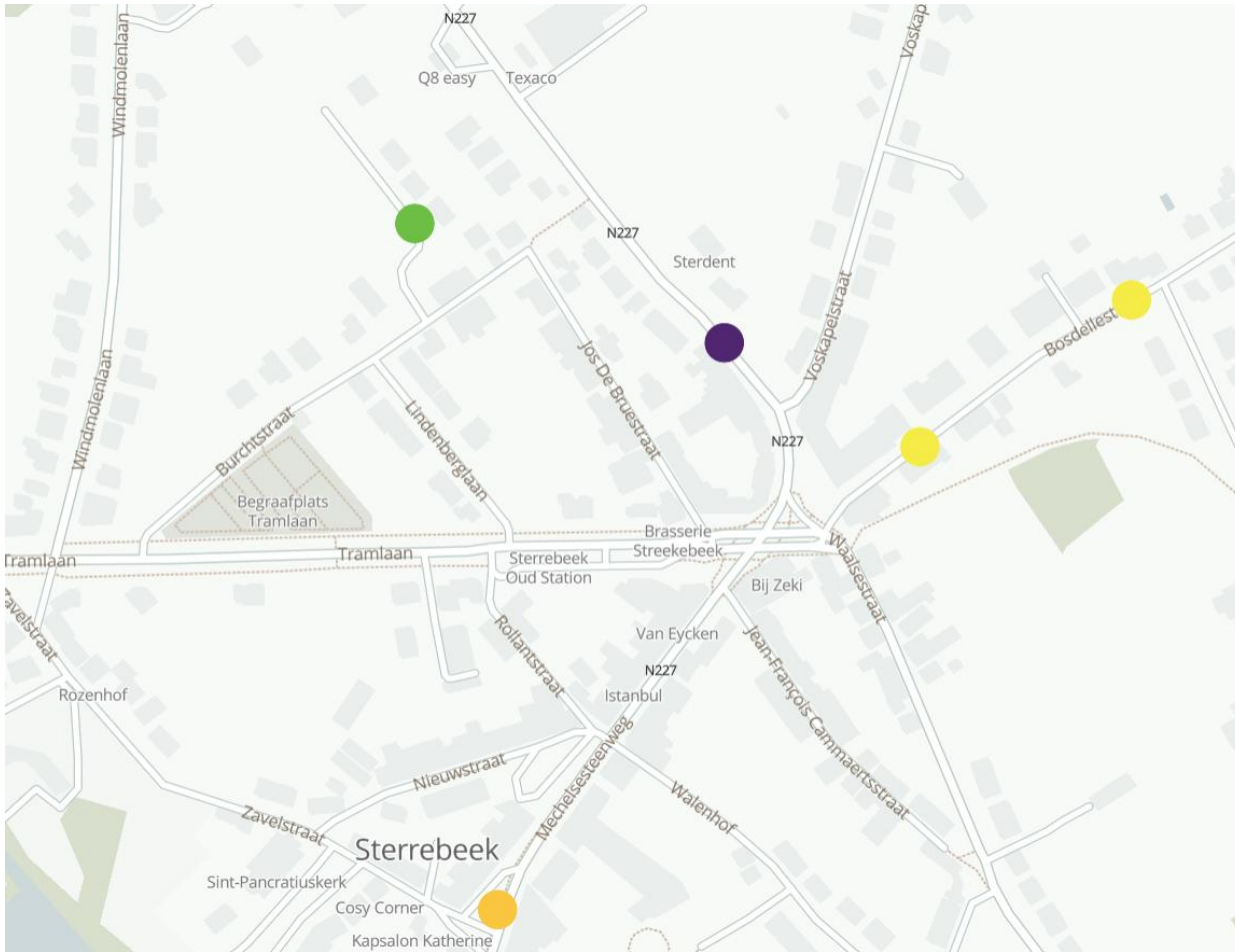 N227
Voskap
Q8 easy
Texaco
Windmolenlaan
N227
Sterdent
Voskapelstraat
Bosdellest
Jos De Bruestraat
Windmolenlaan
Burchtstraat
Lindenberglaan
N227
Begraafplats
Tramlaan
Brasserie
Streekebeek
Tramlaan
Tramlaan
Sterrebeek
Oud Station
Waalsestraat
Bij Zeki
Zavelstraat
Van Eycken
Rollantstraat
N227
Jean-François Cammaertsstraat
Rozenhof
Istanbul
Nieuwstraat
Mechelsesteenweg
Walenhof
Zavelstraat
Sterrebeek
Sint-Pancratiuskerk
Cosy Corner
Kapsalon Katherine